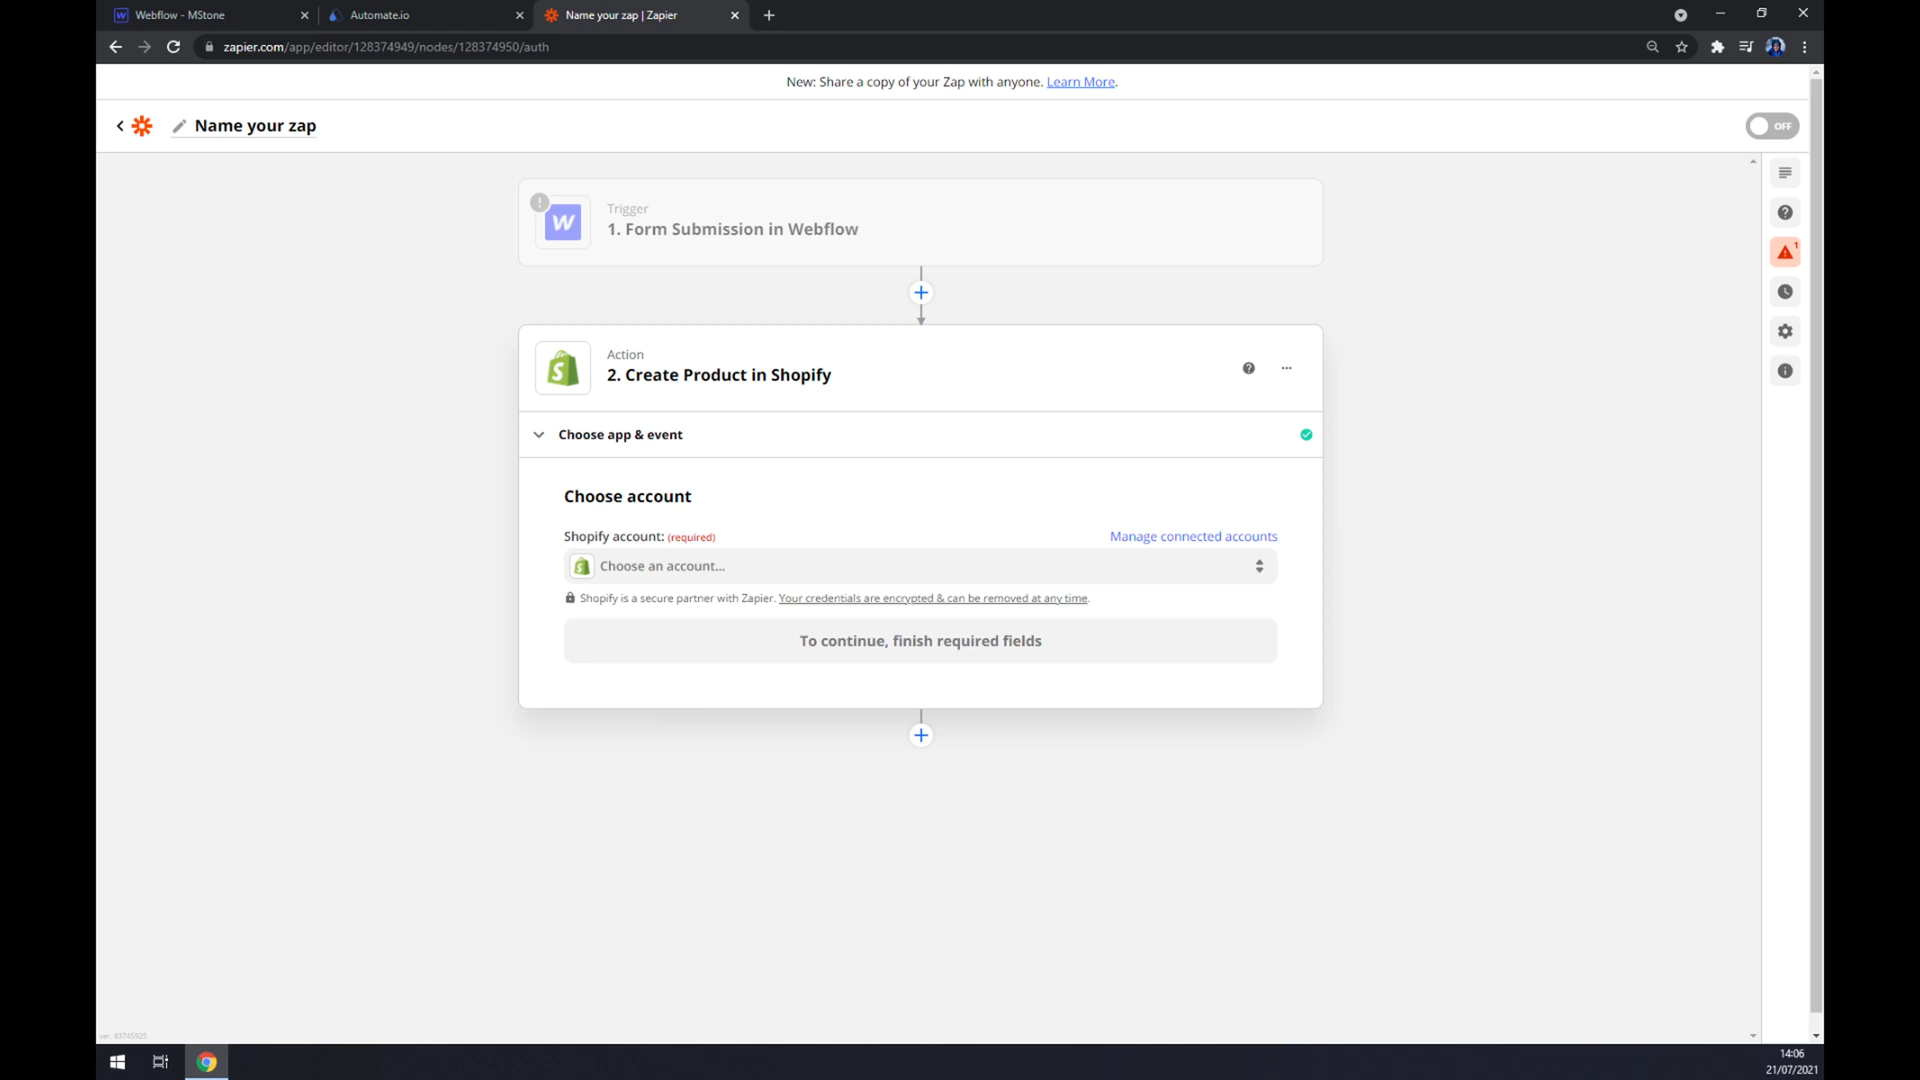 Webflow - MStone
Automate.io
Name your zap | Zapier
zapier.com/app/editor/128374949/nodes/128374950/auth
New: Share a copy of your Zap with anyone. Learn More.
Name your zap
OFF
Trigger
1. Form Submission in Webflow
1
Action
2. Create Product in Shopify
Choose app & event
Choose account
Shopify account: (required)
Manage connected accounts
Choose an account...
Shopify is a secure partner with Zapier. Your credentials are encrypted & can be removed at any time.
To continue, finish required fields
ver. 83745925
14:06
21/07/2021